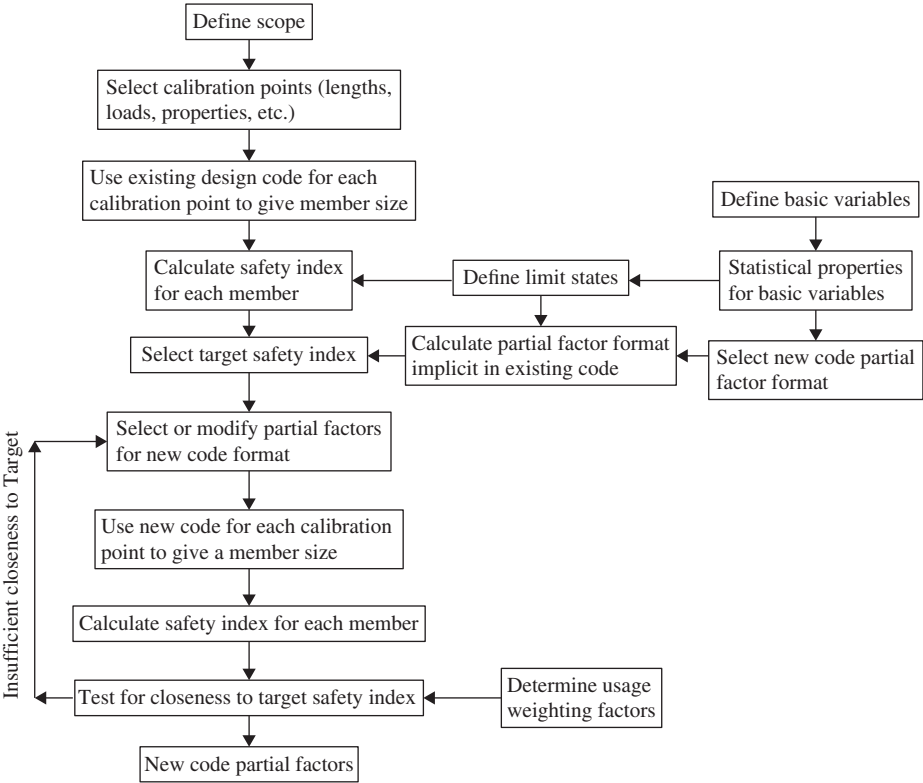 Define scope
Select calibration points (lengths,
loads, properties, etc.)
Use existing design code for each
calibration point to give member size
Define basic variables
Calculate safety index
for each member
Define limit states
Statistical properties
for basic variables
Select target safety index
Calculate partial factor format
implicit in existing code
Select new code partial
factor format
Select or modify partial factors
for new code format
Insufficient closeness to Target
Use new code for each calibration
point to give a member size
Calculate safety index for each member
Test for closeness to target safety index
Determine usage
weighting factors
New code partial factors